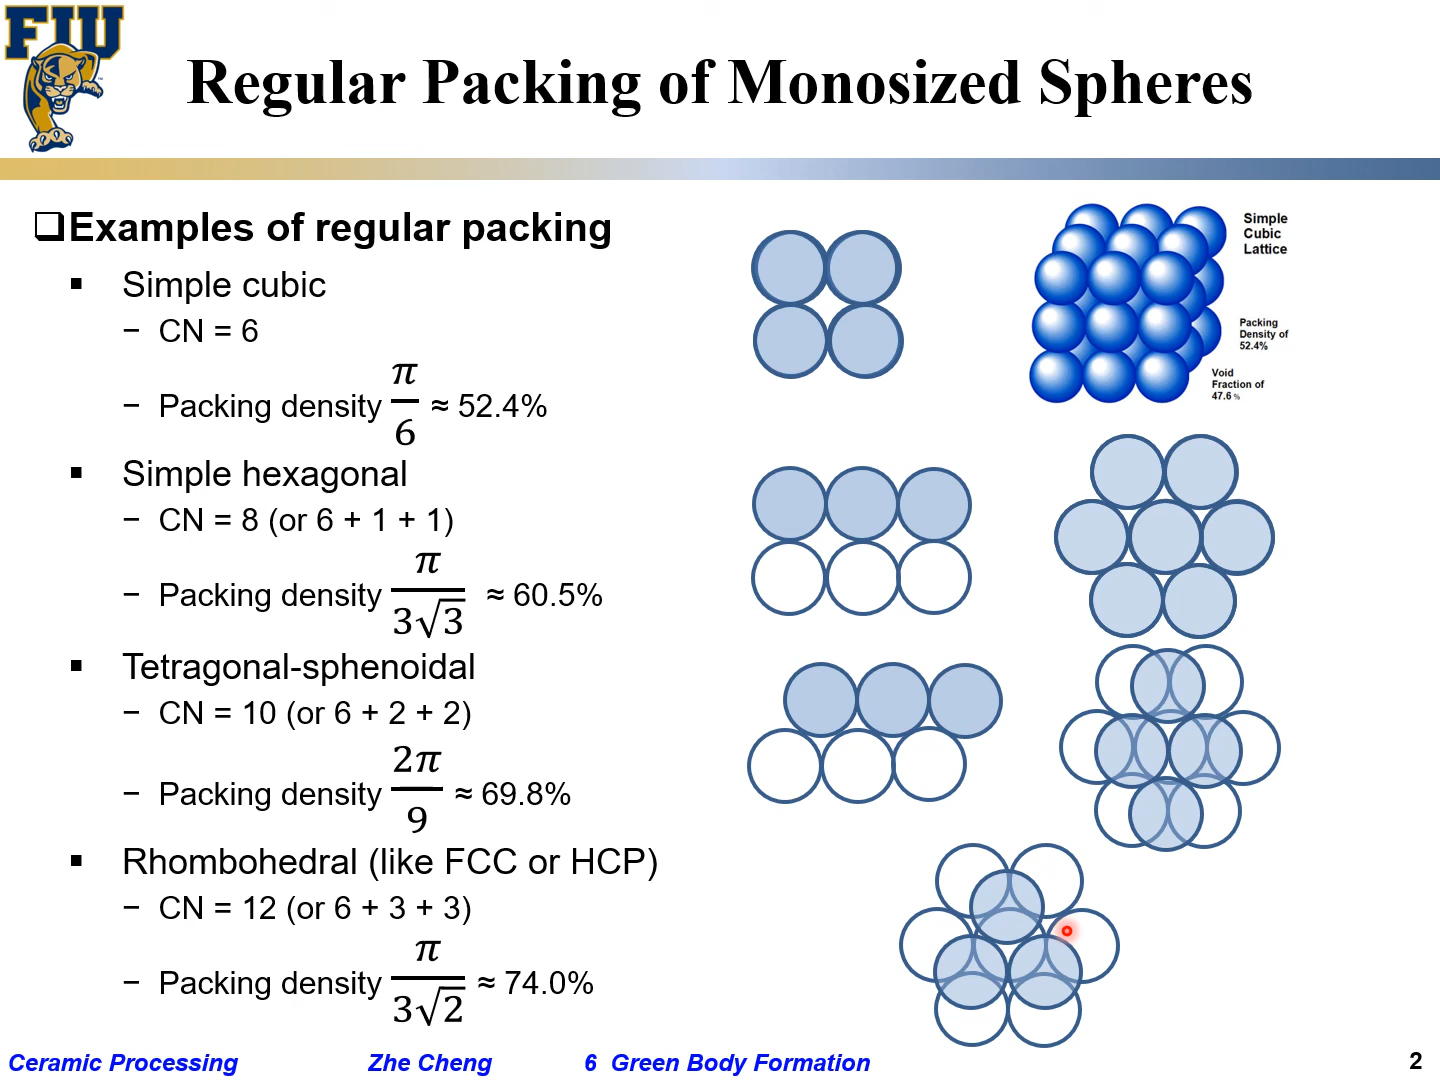 FIU
Regular Packing of Monosized Spheres
❑Examples of regular packing
▪ Simple cubic
− CN = 6
− Packing density π/6 ≈ 52.4%
▪ Simple hexagonal
− CN = 8 (or 6 + 1 + 1)
− Packing density π/3√3 ≈ 60.5%
▪ Tetragonal-sphenoidal
− CN = 10 (or 6 + 2 + 2)
− Packing density 2π/9 ≈ 69.8%
▪ Rhombohedral (like FCC or HCP)
− CN = 12 (or 6 + 3 + 3)
− Packing density π/3√2 ≈ 74.0%
Simple
Cubic
Lattice
Packing
Density of
52.4%
Void
Fraction of
47.6 %
Ceramic Processing Zhe Cheng 6 Green Body Formation 2